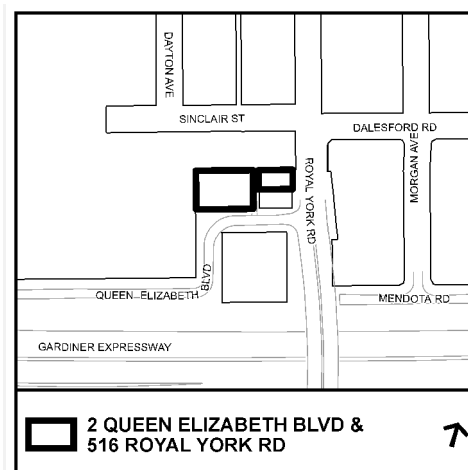 DAYTON AVE
SINCLAIR ST
DALESFORD RD
MORGAN AVE
ROYAL YORK RD
QUEEN ELIZABETH BLVD
MENDOTA RD
GARDINER EXPRESSWAY
2 QUEEN ELIZABETH BLVD &
516 ROYAL YORK RD